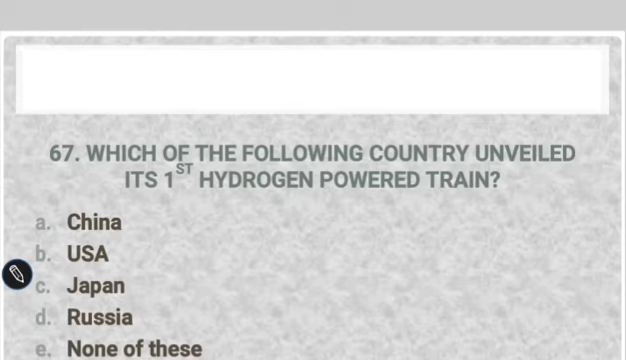 67. WHICH OF THE FOLLOWING COUNTRY UNVEILED
ITS 1ST HYDROGEN POWERED TRAIN?
a. China
b. USA
c. Japan
d. Russia
e. None of these